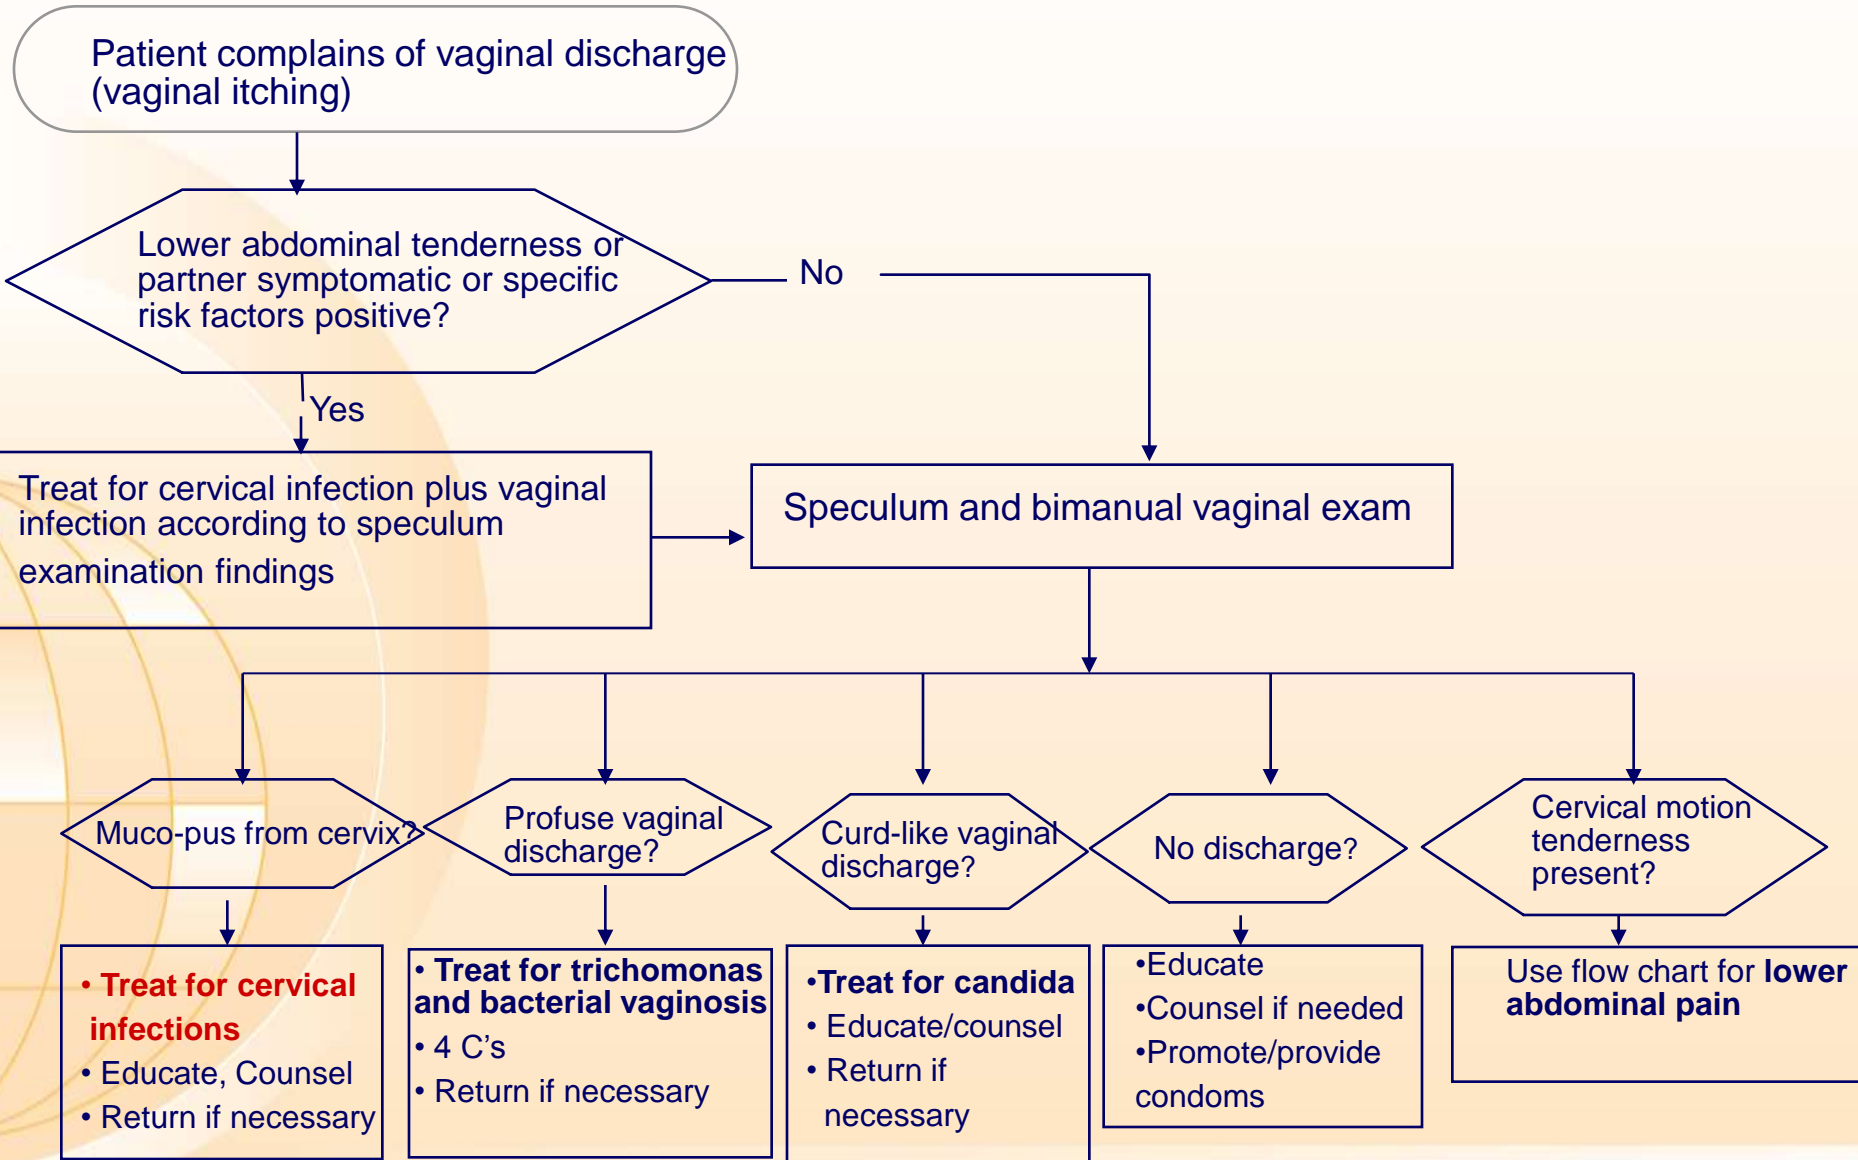 Patient complains of vaginal discharge
(vaginal itching)
Lower abdominal tenderness or
partner symptomatic or specific
risk factors positive?
No
Yes
Treat for cervical infection plus vaginal
infection according to speculum
examination findings
Speculum and bimanual vaginal exam
Muco-pus from cervix?
Profuse vaginal
discharge?
Curd-like vaginal
discharge?
No discharge?
Cervical motion
tenderness
present?
• Treat for cervical
infections
• Educate, Counsel
• Return if necessary
• Treat for trichomonas
and bacterial vaginosis
• 4 C's
• Return if necessary
•Treat for candida
• Educate/counsel
• Return if
necessary
•Educate
•Counsel if needed
•Promote/provide
condoms
Use flow chart for lower
abdominal pain